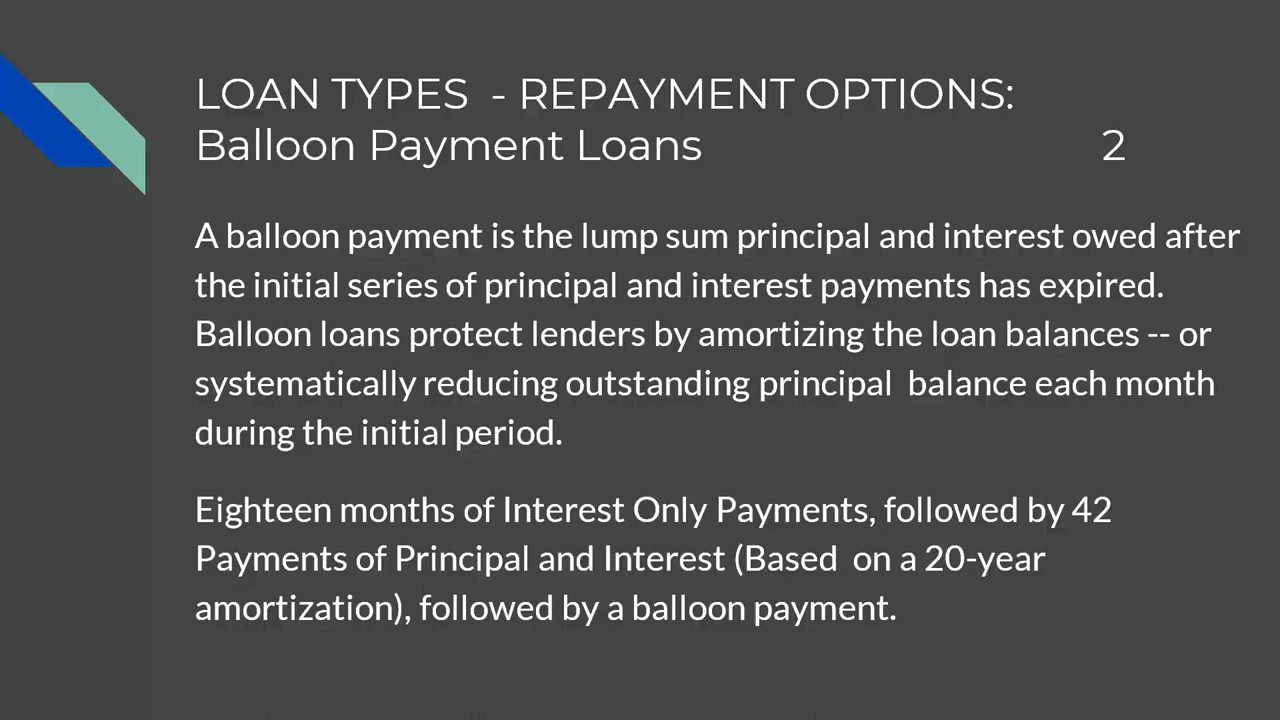 LOAN TYPES  - REPAYMENT OPTIONS:
Balloon Payment Loans 2
A balloon payment is the lump sum principal and interest owed after
the initial series of principal and interest payments has expired.
Balloon loans protect lenders by amortizing the loan balances -- or
systematically reducing outstanding principal  balance each month
during the initial period.
Eighteen months of Interest Only Payments, followed by 42
Payments of Principal and Interest (Based  on a 20-year
amortization), followed by a balloon payment.